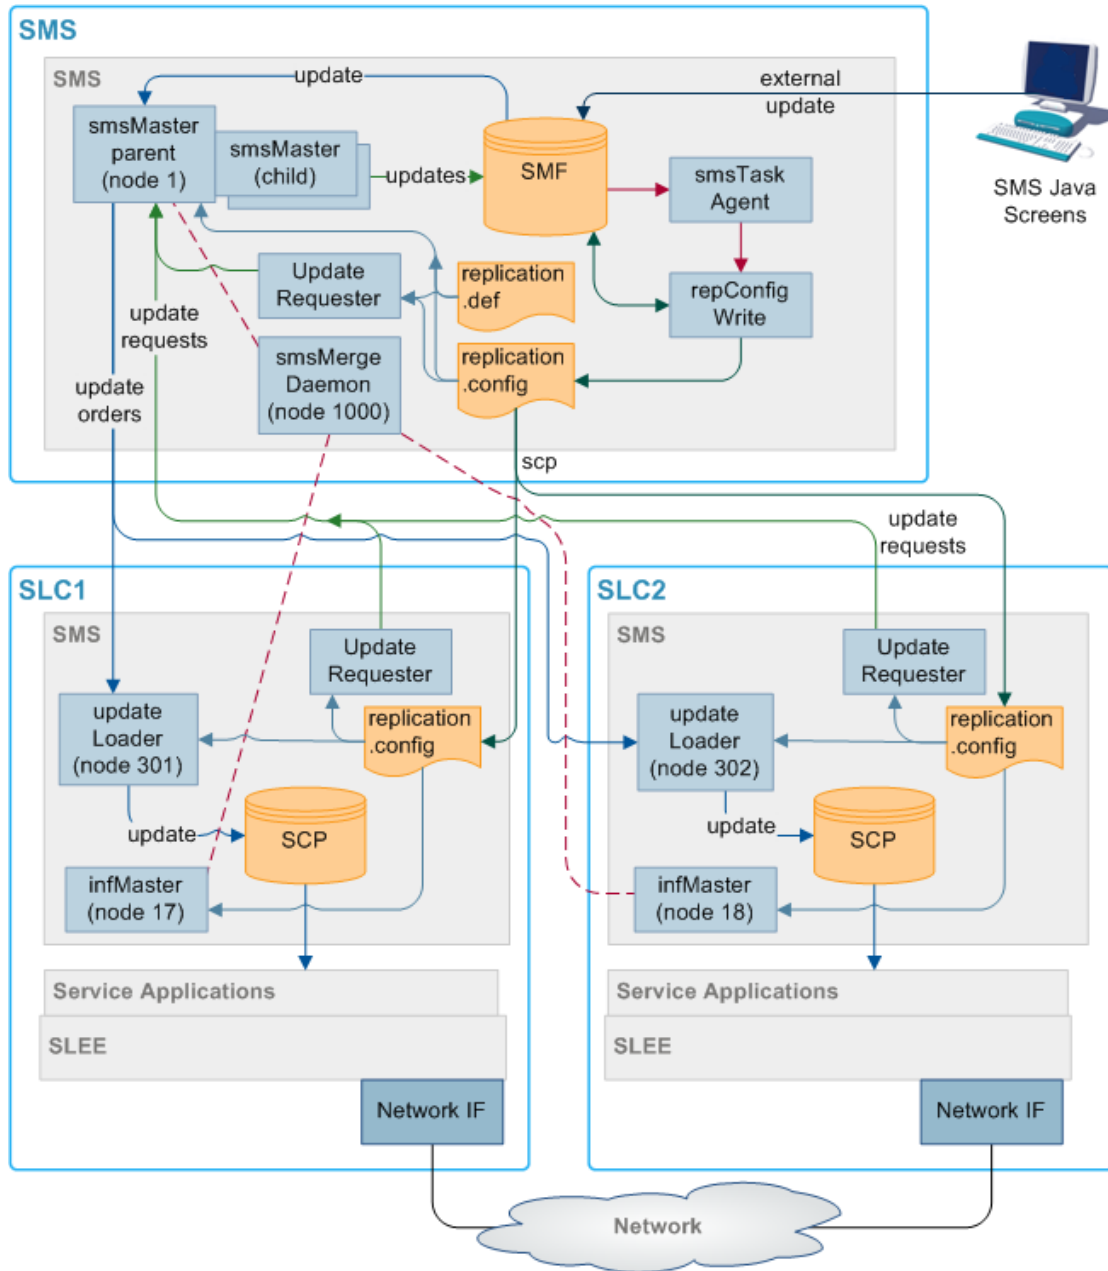 SMS
SMS
update
external
update
smsMaster
parent
(node 1)
smsMaster
(child)
updates
SMF
smsTask
Agent
SMS Java
Screens
Update
Requester
replication
.def
repConfig
Write
update
requests
smsMerge
Daemon
(node 1000)
replication
.config
update
orders
scp
update
requests
SLC1
SMS
Update
Requester
update
Loader
(node 301)
replication
.config
update
SCP
infMaster
(node 17)
Service Applications
SLEE
Network IF
SLC2
SMS
Update
Requester
update
Loader
(node 302)
replication
.config
update
SCP
infMaster
(node 18)
Service Applications
SLEE
Network IF
Network